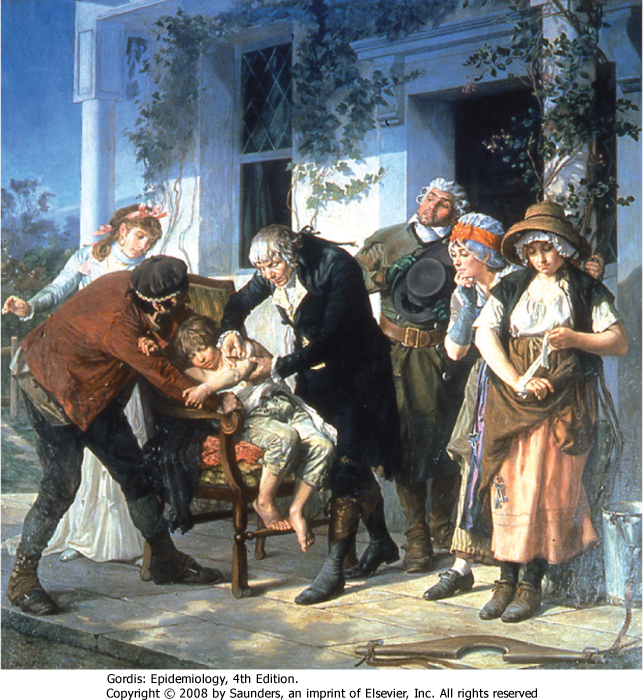 Gordis: Epidemiology, 4th Edition.
Copyright © 2008 by Saunders, an imprint of Elsevier, Inc. All rights reserved